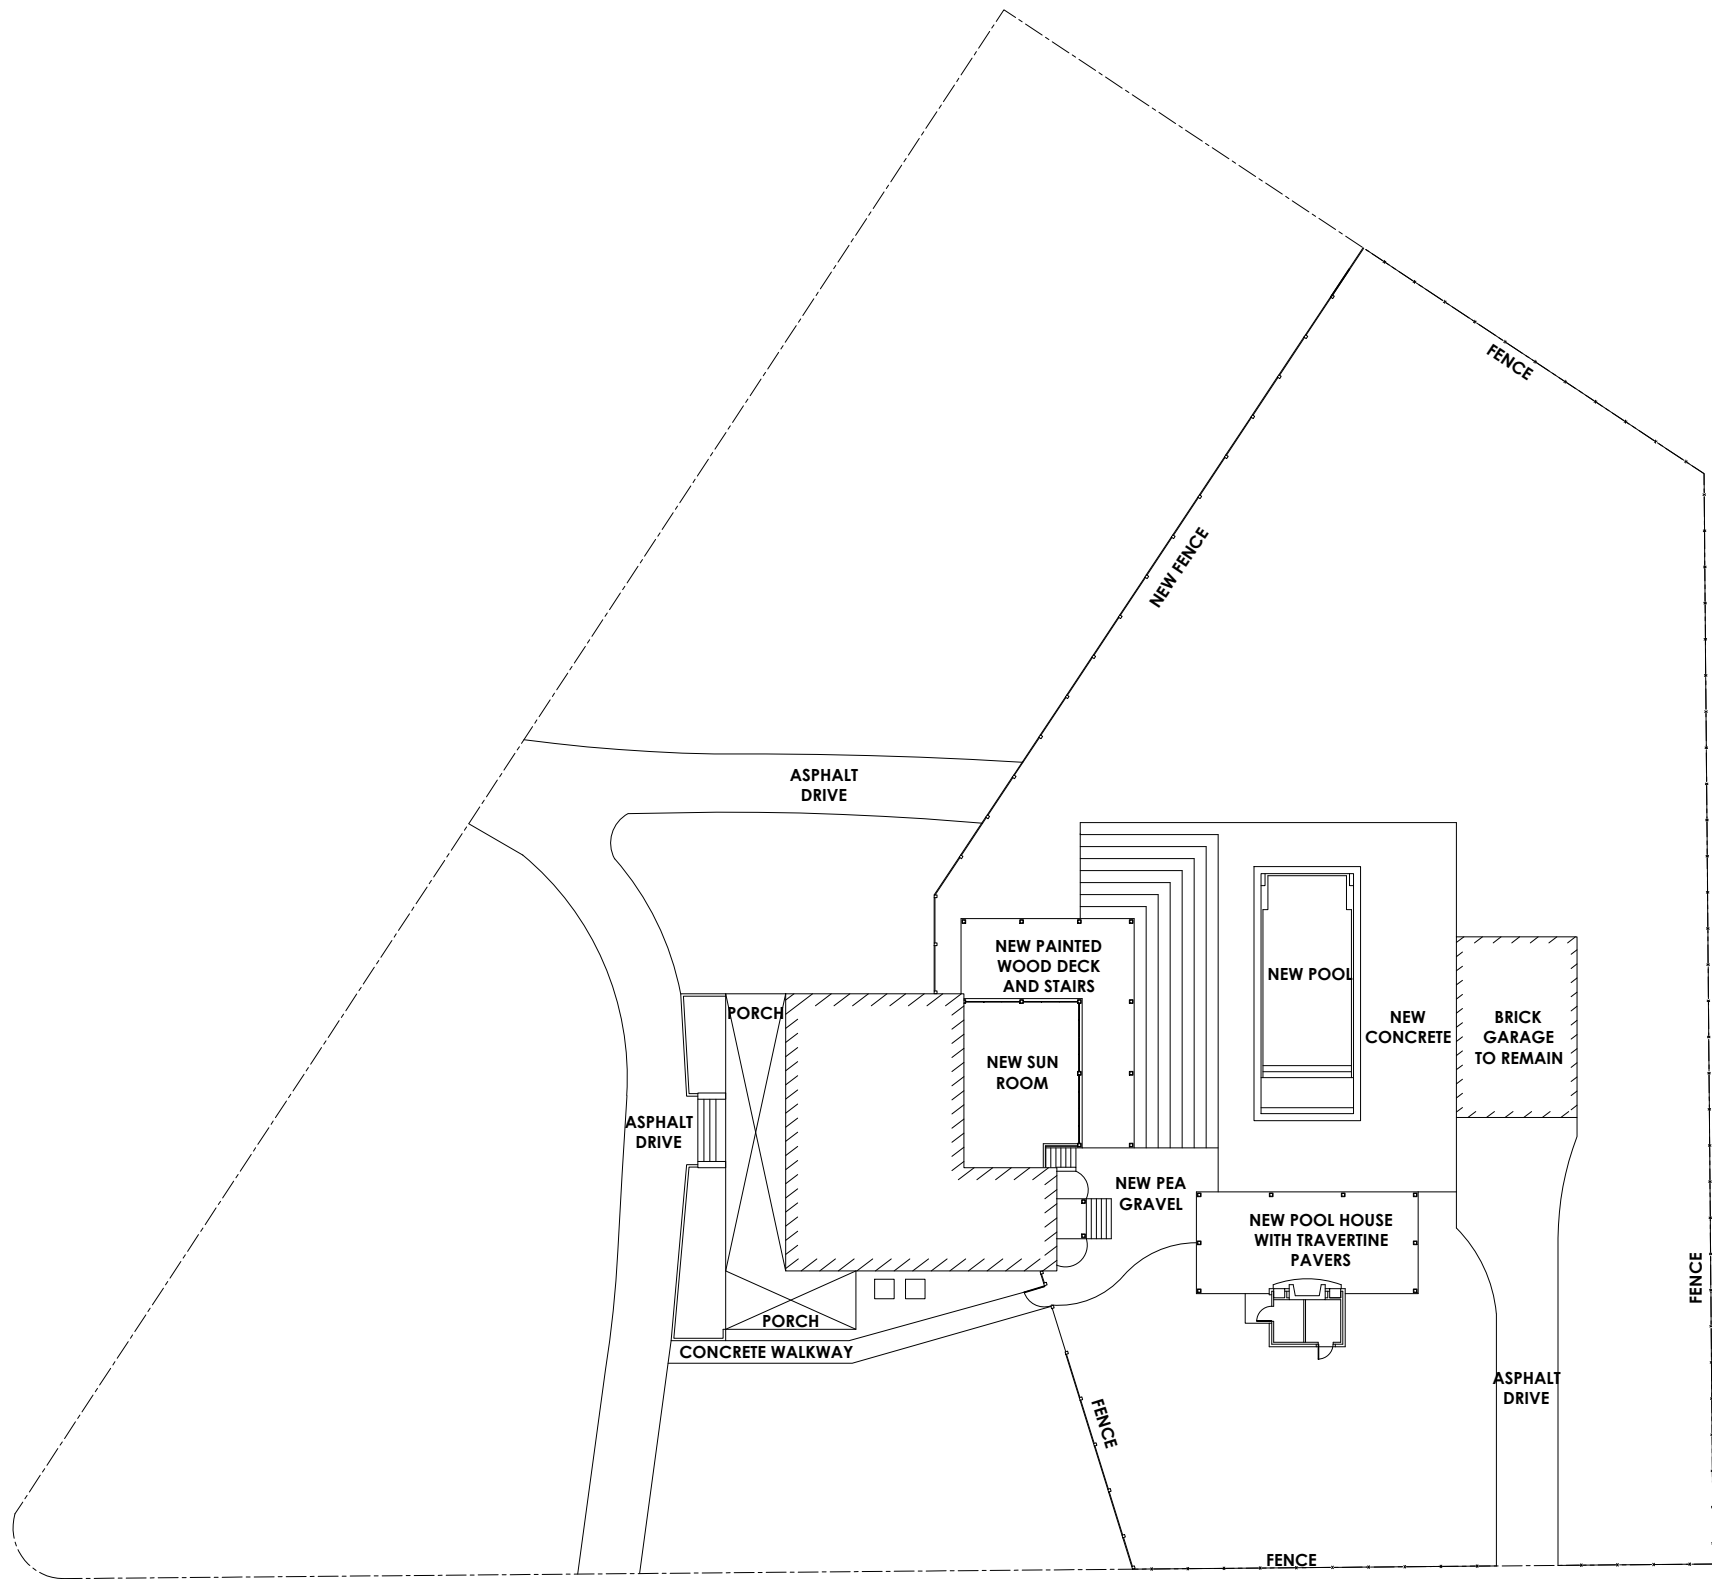 FENCE
NEW FENCE
ASPHALT
DRIVE
NEW PAINTED
WOOD DECK
AND STAIRS
NEW POOL
PORCH
NEW
CONCRETE
BRICK
GARAGE
TO REMAIN
NEW SUN
ROOM
ASPHALT
DRIVE
NEW PEA
GRAVEL
NEW POOL HOUSE
WITH TRAVERTINE
PAVERS
FENCE
PORCH
CONCRETE WALKWAY
ASPHALT
DRIVE
FENCE
FENCE